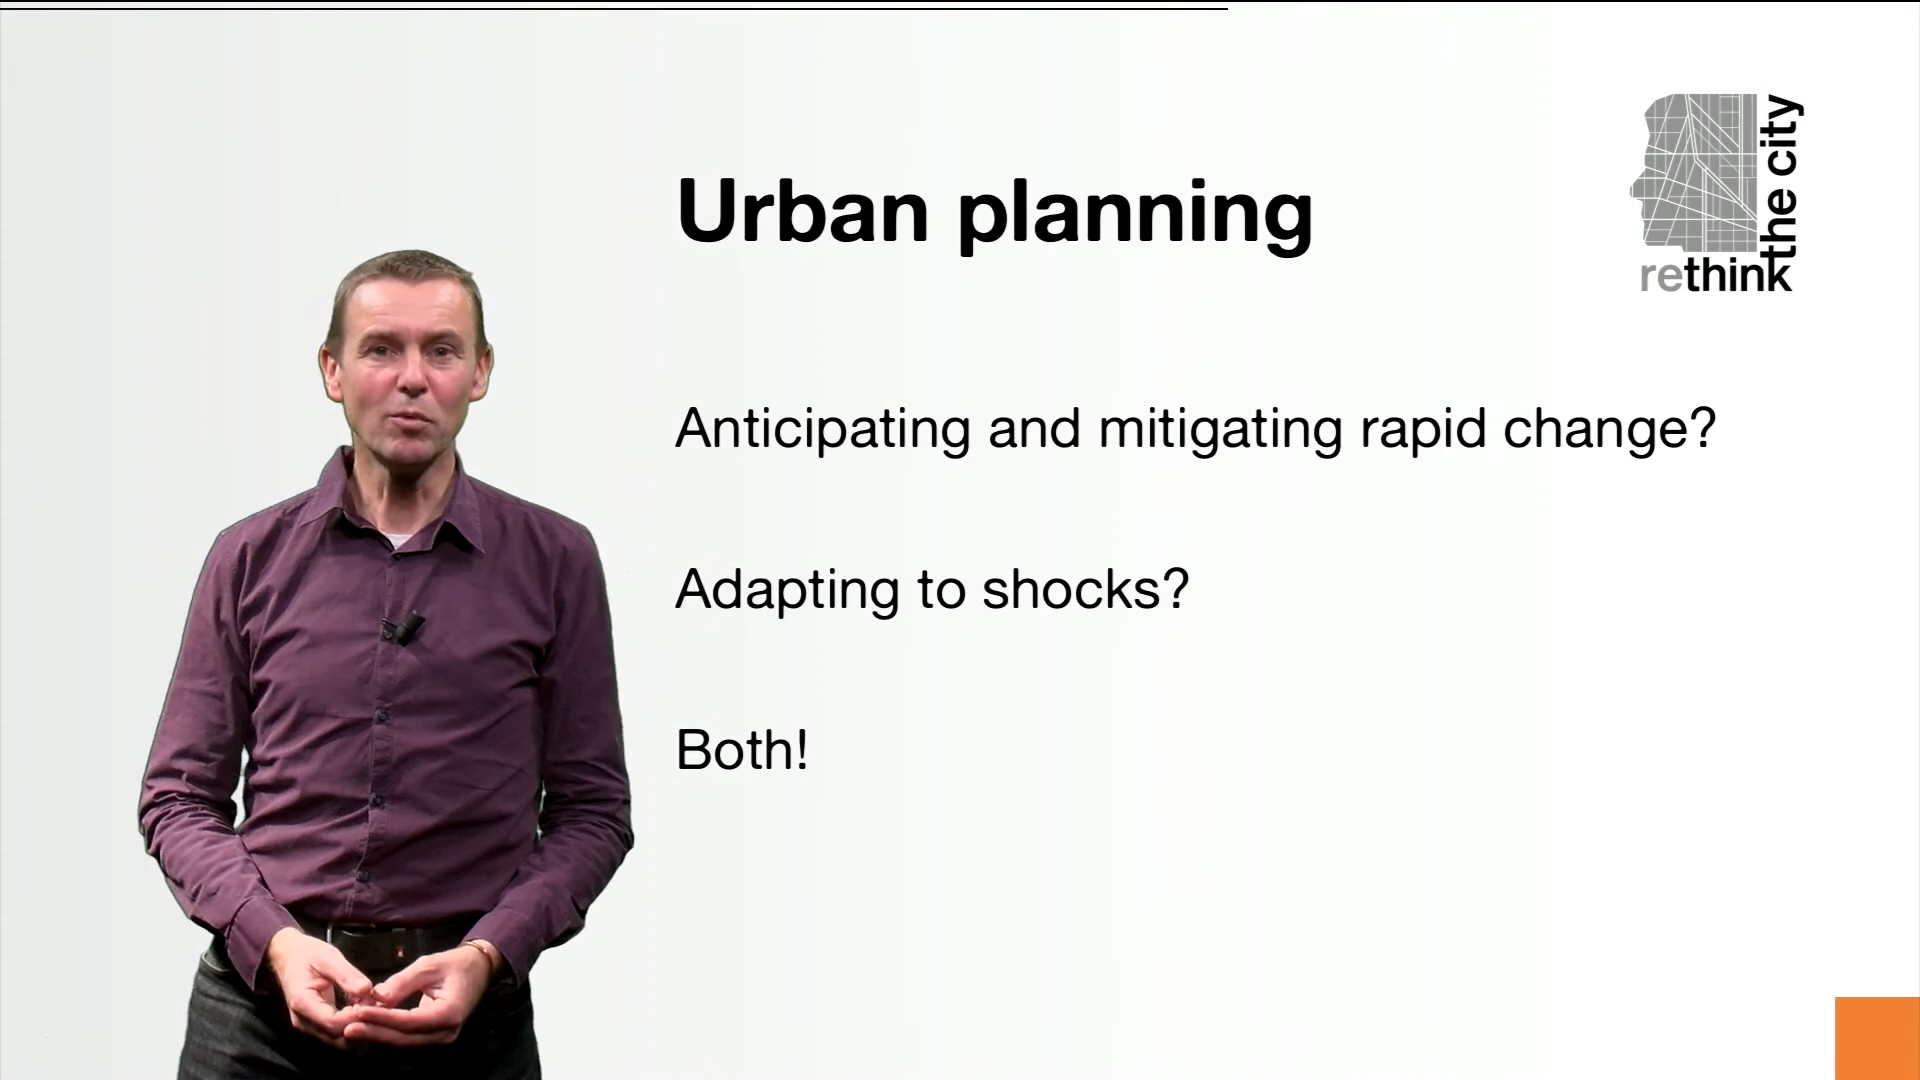 Urban planning
the city
rethink
Anticipating and mitigating rapid change?
Adapting to shocks?
Both!